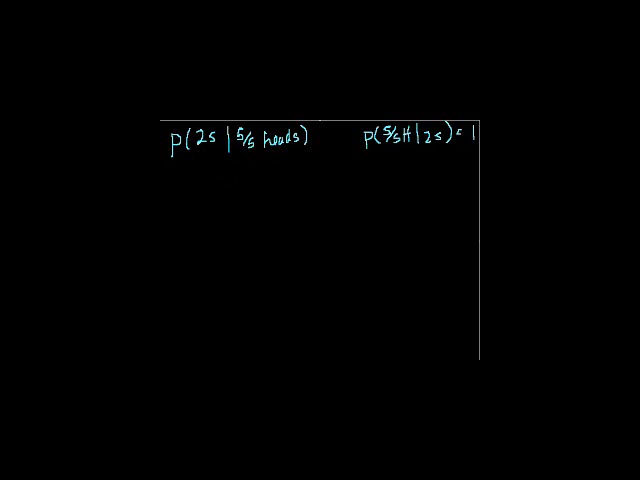 P(2s | 5/5 heads)
P(5/5H | 2s) = 1